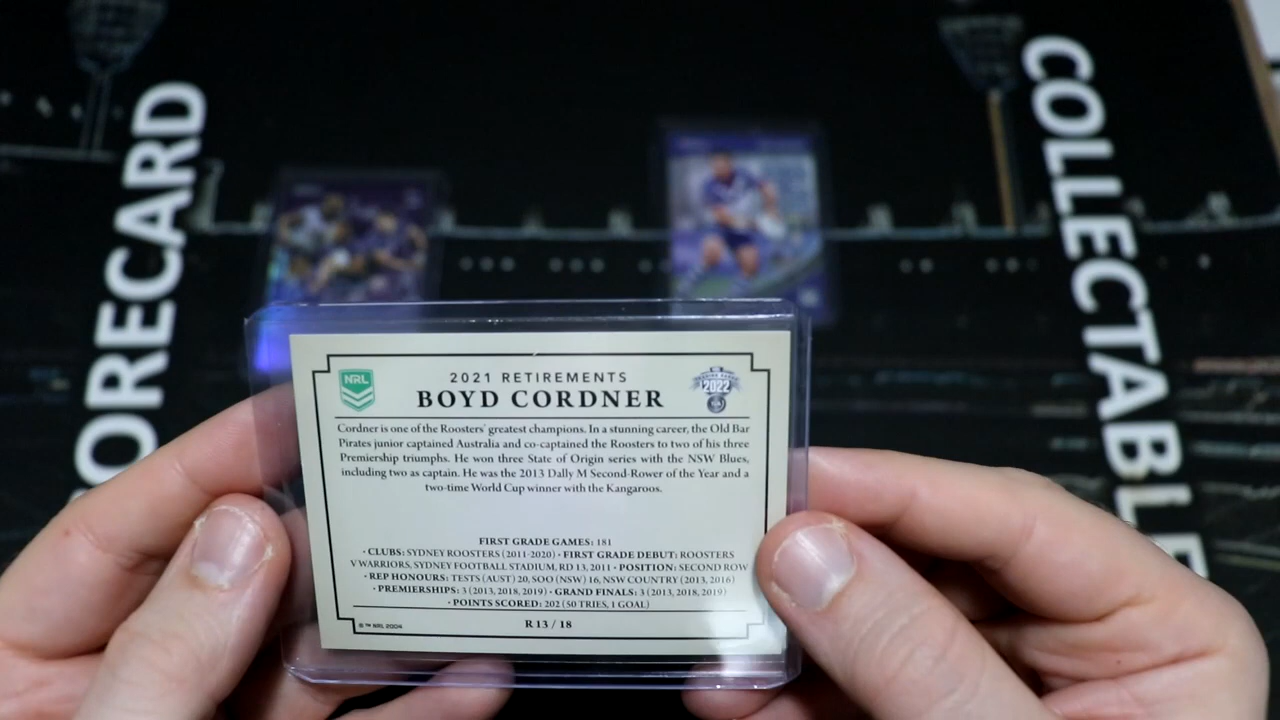 ORECARD
COLLECTABLE
NRL
2021 RETIREMENTS
2022
BOYD CORDNER
Cordner is one of the Roosters' greatest champions. In a stunning career, the Old Bar
Pirates junior captained Australia and co-captained the Roosters to two of his three
Premiership triumphs. He won three State of Origin series with the NSW Blues,
including two as captain. He was the 2013 Dally M Second-Rower of the Year and a
two-time World Cup winner with the Kangaroos.
FIRST GRADE GAMES: 181
• CLUBS: SYDNEY ROOSTERS (2011-2020) • FIRST GRADE DEBUT: ROOSTERS
V WARRIORS, SYDNEY FOOTBALL STADIUM, RD 13, 2011 • POSITION: SECOND ROW
• REP HONOURS: TESTS (AUST) 20, SOO (NSW) 16, NSW COUNTRY (2013, 2016)
• PREMIERSHIPS: 3 (2013, 2018, 2019) • GRAND FINALS: 3 (2013, 2018, 2019)
• POINTS SCORED: 202 (50 TRIES, 1 GOAL)
© ™ NRL 2004
R 13 / 18